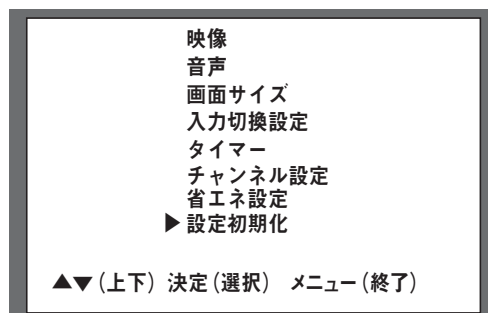 映像
音声
画面サイズ
入力切換設定
タイマー
チャンネル設定
省エネ設定
▶設定初期化
▲▼(上下) 決定(選択) メニュー(終了)